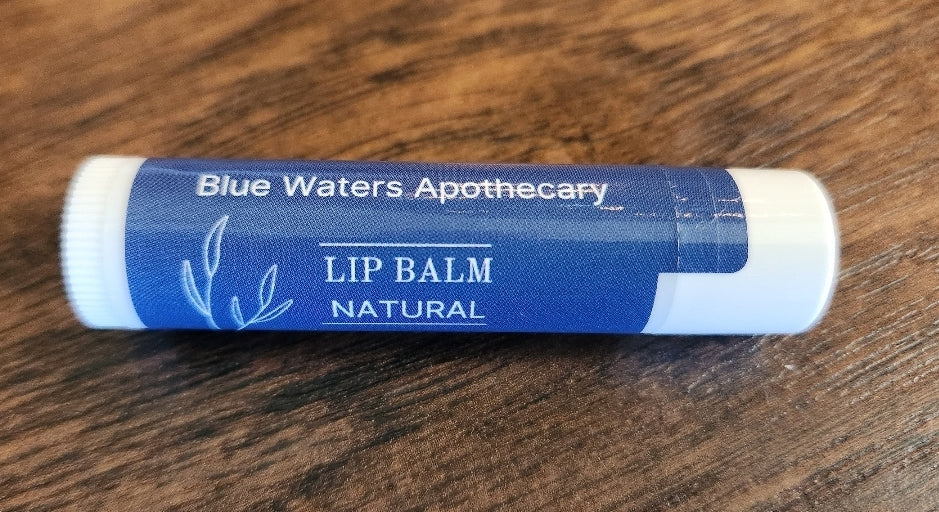 Blue Waters Apothecary
LIP BALM
NATURAL